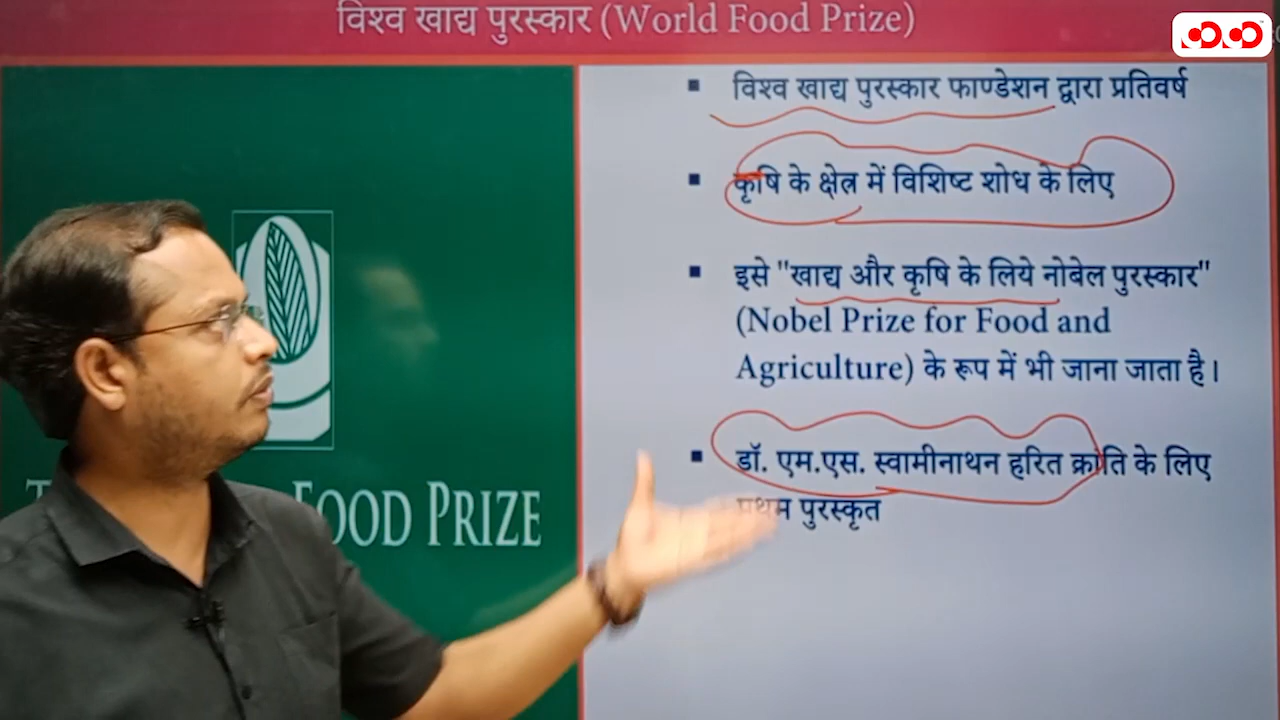 विश्व खाद्य पुरस्कार (World Food Prize)
▪ विश्व खाद्य पुरस्कार फाण्डेशन द्वारा प्रतिवर्ष
▪ कृषि के क्षेत्र में विशिष्ट शोध के लिए
▪ इसे "खाद्य और कृषि के लिये नोबेल पुरस्कार"
(Nobel Prize for Food and
Agriculture) के रूप में भी जाना जाता है।
▪ डॉ. एम.एस. स्वामीनाथन हरित क्रांति के लिए
प्रथम पुरस्कृत
FOOD PRIZE